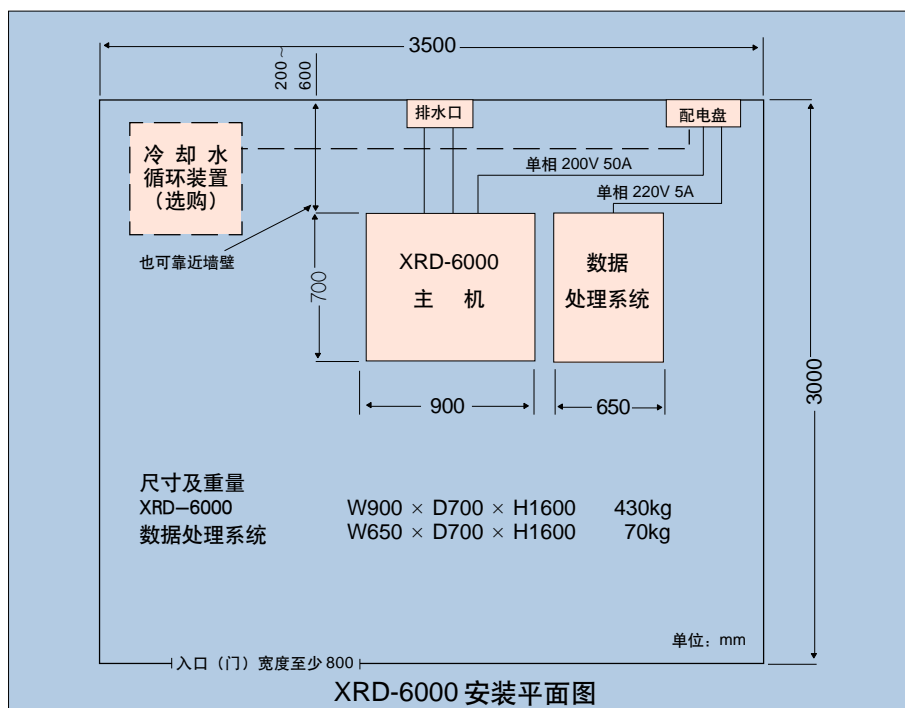 3500
200~
600
排水口
配电盘
冷却水
循环装置
（选购）
单相 200V 50A
单相 220V 5A
也可靠近墙壁
700
XRD-6000
主 机
数据
处理系统
900
650
3000
尺寸及重量
XRD-6000 W900 × D700 × H1600 430kg
数据处理系统 W650 × D700 × H1600 70kg
单位：mm
入口（门）宽度至少 800
XRD-6000 安装平面图